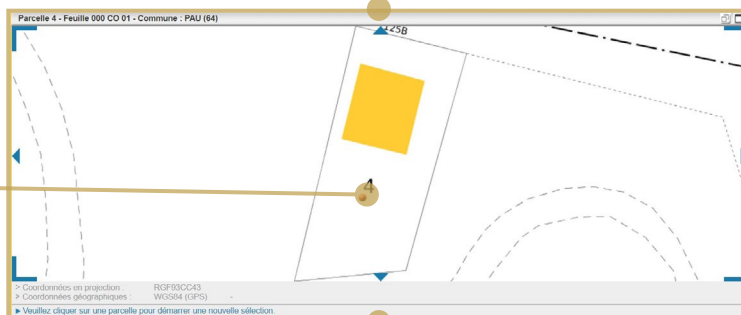 Parcelle 4 - Feuille 000 CO 01 - Commune : PAU (64)
125B
4
> Coordonnées en projection : RGF93CC43
> Coordonnées géographiques : WGS84 (GPS) -
Veuillez cliquer sur une parcelle pour démarrer une nouvelle sélection.